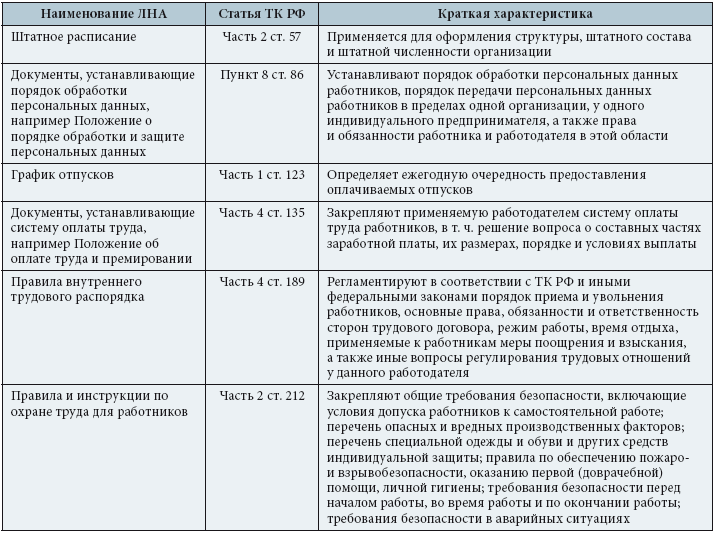 Наименование ЛНА
Статья ТК РФ
Краткая характеристика
Штатное расписание
Часть 2 ст. 57
Применяется для оформления структуры, штатного состава
и штатной численности организации
Документы, устанавливающие
порядок обработки
персональных данных,
например Положение о
порядке обработки и защите
персональных данных
Пункт 8 ст. 86
Устанавливают порядок обработки персональных данных
работников, порядок передачи персональных данных
работников в пределах одной организации, у одного
индивидуального предпринимателя, а также права
и обязанности работника и работодателя в этой области
График отпусков
Часть 1 ст. 123
Определяет ежегодную очередность предоставления
оплачиваемых отпусков
Документы, устанавливающие
систему оплаты труда,
например Положение об
оплате труда и премировании
Часть 4 ст. 135
Закрепляют применяемую работодателем систему оплаты
труда работников, в т. ч. решение вопроса о составных частях
заработной платы, их размерах, порядке и условиях выплаты
Правила внутреннего
трудового распорядка
Часть 4 ст. 189
Регламентируют в соответствии с ТК РФ и иными
федеральными законами порядок приема и увольнения
работников, основные права, обязанности и ответственность
сторон трудового договора, режим работы, время отдыха,
применяемые к работникам меры поощрения и взыскания,
а также иные вопросы регулирования трудовых отношений
у данного работодателя
Правила и инструкции по
охране труда для работников
Часть 2 ст. 212
Закрепляют общие требования безопасности, включающие
условия допуска работников к самостоятельной работе;
перечень опасных и вредных производственных факторов;
перечень специальной одежды и обуви и других средств
индивидуальной защиты; правила по обеспечению пожаро-
и взрывобезопасности, оказанию первой (доврачебной)
помощи, личной гигиены; требования безопасности перед
началом работы, во время работы и по окончании работы;
требования безопасности в аварийных ситуациях